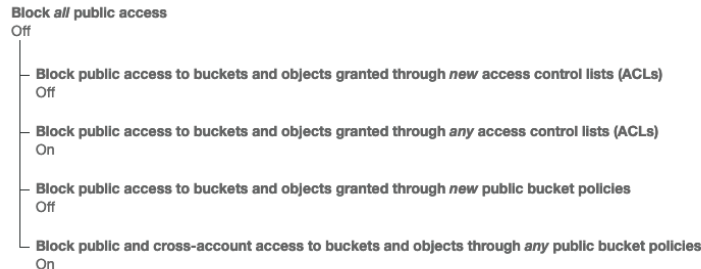 Block all public access
Off
Block public access to buckets and objects granted through new access control lists (ACLs)
Off
Block public access to buckets and objects granted through any access control lists (ACLs)
On
Block public access to buckets and objects granted through new public bucket policies
Off
Block public and cross-account access to buckets and objects through any public bucket policies
On